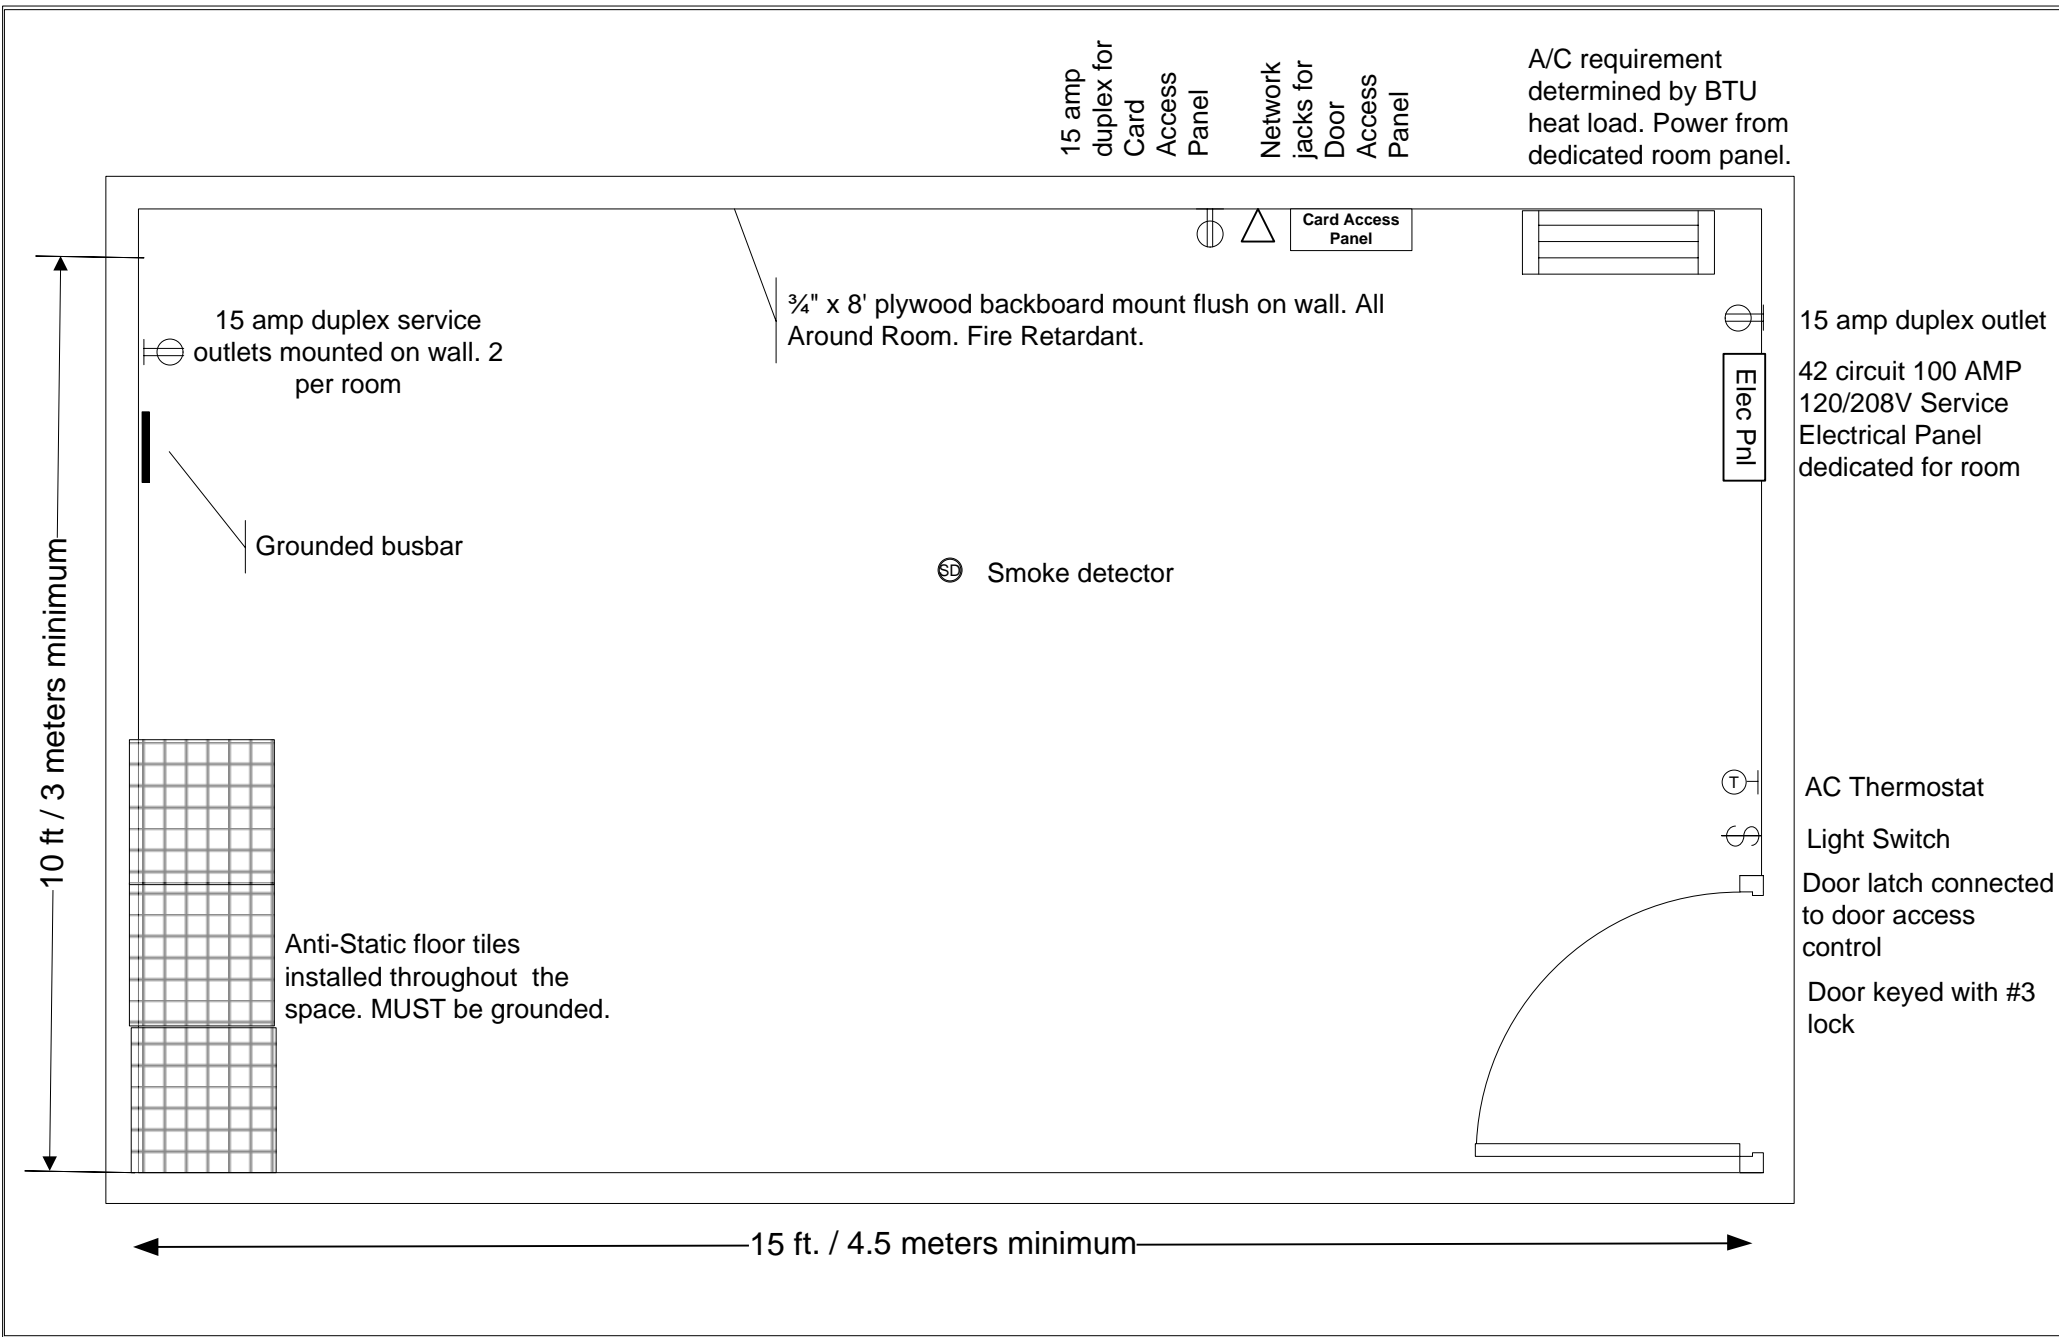 15 amp
duplex for
Card
Access
Panel
Network
jacks for
Door
Access
Panel
A/C requirement
determined by BTU
heat load. Power from
dedicated room panel.
Card Access
Panel
¾" x 8' plywood backboard mount flush on wall. All
Around Room. Fire Retardant.
15 amp duplex service
outlets mounted on wall. 2
per room
15 amp duplex outlet
Elec Pnl
42 circuit 100 AMP
120/208V Service
Electrical Panel
dedicated for room
Grounded busbar
SD
Smoke detector
10 ft / 3 meters minimum
T
AC Thermostat
Light Switch
Door latch connected
to door access
control
Door keyed with #3
lock
Anti-Static floor tiles
installed throughout  the
space. MUST be grounded.
15 ft. / 4.5 meters minimum